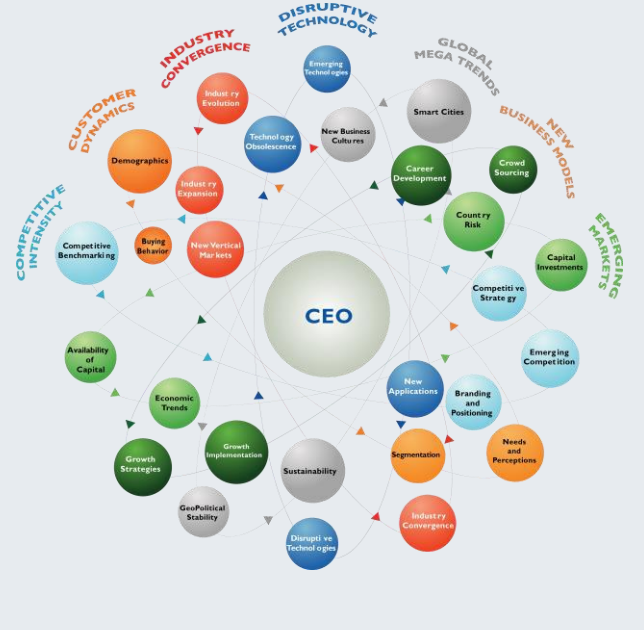 DISRUPTIVE
TECHNOLOGY
INDUSTRY
CONVERGENCE
GLOBAL
MEGA TRENDS
CUSTOMER
DYNAMICS
NEW
BUSINESS MODELS
COMPETITIVE
INTENSITY
EMERGING
MARKETS
Emerging
Technologies
Industry
Evolution
Smart Cities
Technology
Obsolescence
New Business
Cultures
Demographics
Career
Development
Crowd
Sourcing
Industry
Expansion
Country
Risk
Competitive
Benchmarking
Buying
Behavior
New Vertical
Markets
Capital
Investments
Competitive
Strategy
CEO
Availability
of
Capital
Emerging
Competition
New
Applications
Economic
Trends
Branding
and
Positioning
Growth
Strategies
Growth
Implementation
Sustainability
Segmentation
Needs
and
Perceptions
GeoPolitical
Stability
Industry
Convergence
Disruptive
Technologies